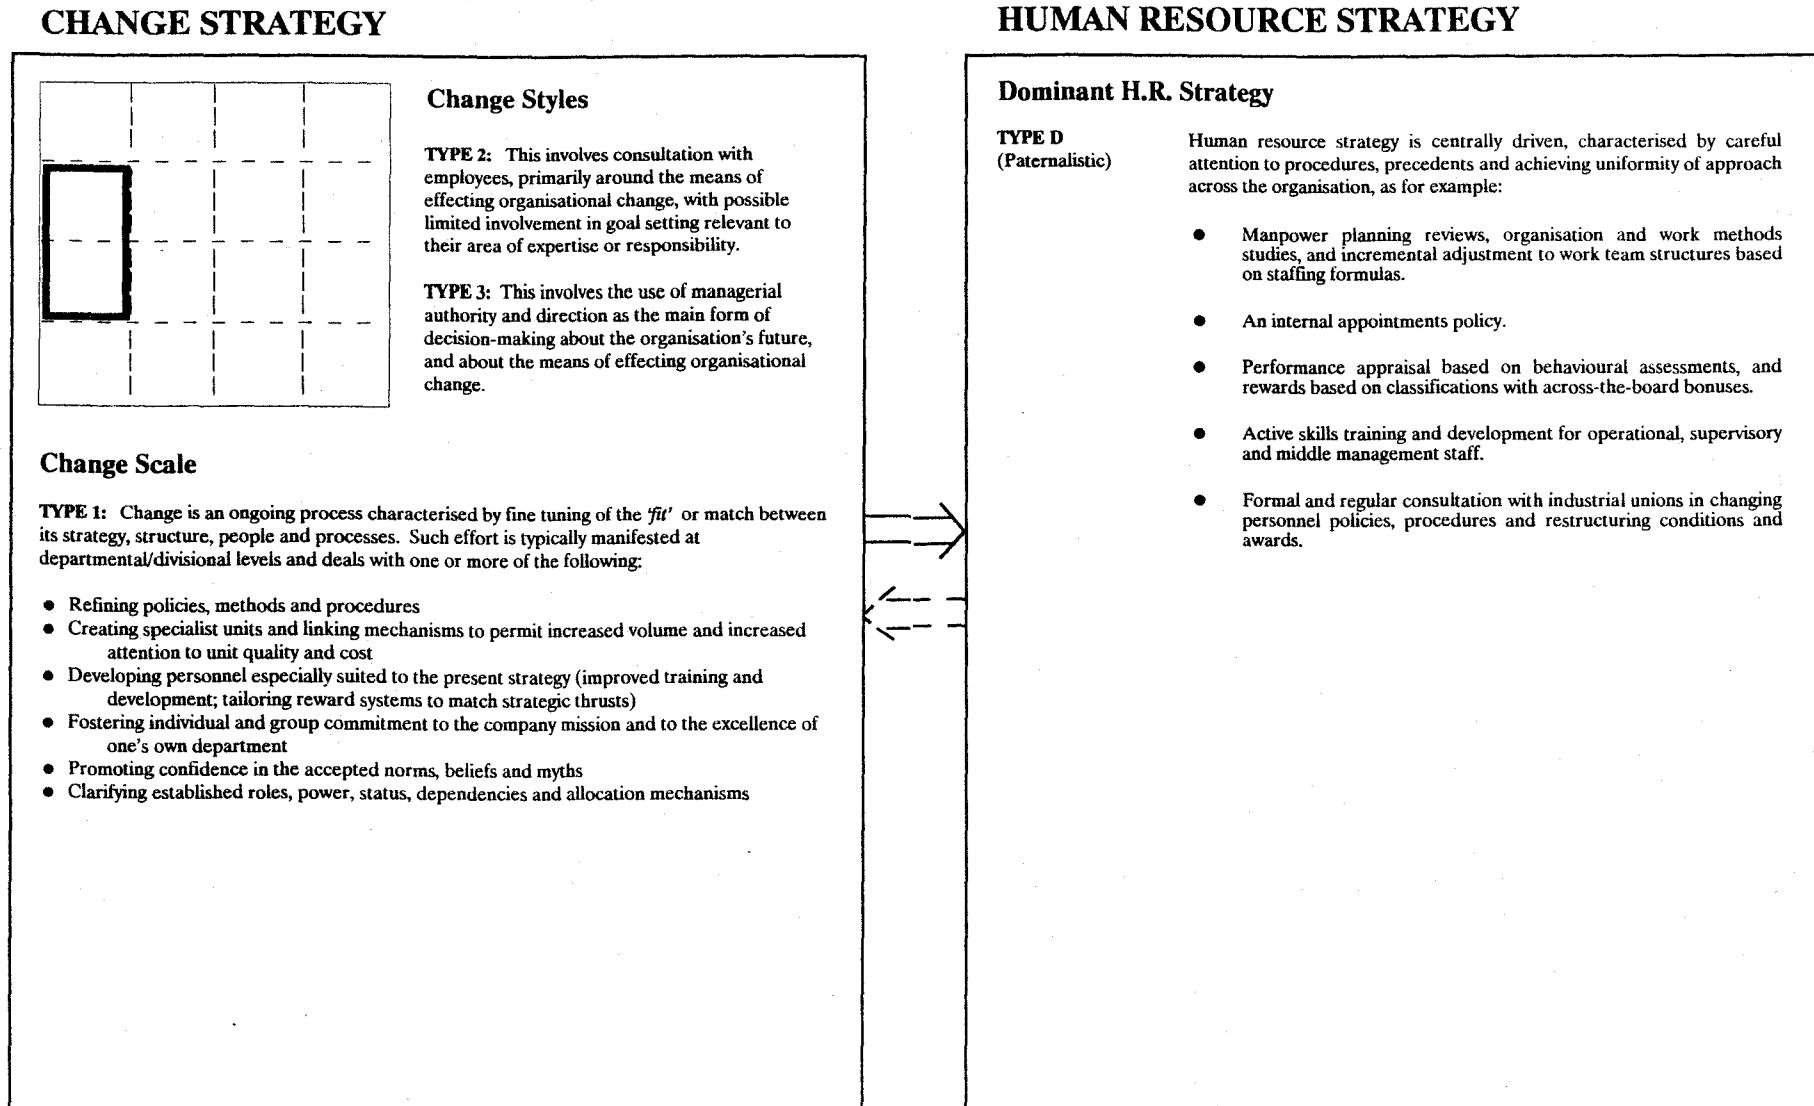 CHANGE STRATEGY
Change Styles
TYPE 2: This involves consultation with
employees, primarily around the means of
effecting organisational change, with possible
limited involvement in goal setting relevant to
their area of expertise or responsibility.
TYPE 3: This involves the use of managerial
authority and direction as the main form of
decision-making about the organisation's future,
and about the means of effecting organisational
change.
Change Scale
TYPE 1: Change is an ongoing process characterised by fine tuning of the 'fit' or match between
its strategy, structure, people and processes. Such effort is typically manifested at
departmental/divisional levels and deals with one or more of the following:
● Refining policies, methods and procedures
● Creating specialist units and linking mechanisms to permit increased volume and increased
attention to unit quality and cost
● Developing personnel especially suited to the present strategy (improved training and
development; tailoring reward systems to match strategic thrusts)
● Fostering individual and group commitment to the company mission and to the excellence of
one's own department
● Promoting confidence in the accepted norms, beliefs and myths
● Clarifying established roles, power, status, dependencies and allocation mechanisms
HUMAN RESOURCE STRATEGY
Dominant H.R. Strategy
TYPE D
(Paternalistic)
Human resource strategy is centrally driven, characterised by careful
attention to procedures, precedents and achieving uniformity of approach
across the organisation, as for example:
● Manpower planning reviews, organisation and work methods
studies, and incremental adjustment to work team structures based
on staffing formulas.
● An internal appointments policy.
● Performance appraisal based on behavioural assessments, and
rewards based on classifications with across-the-board bonuses.
● Active skills training and development for operational, supervisory
and middle management staff.
● Formal and regular consultation with industrial unions in changing
personnel policies, procedures and restructuring conditions and
awards.